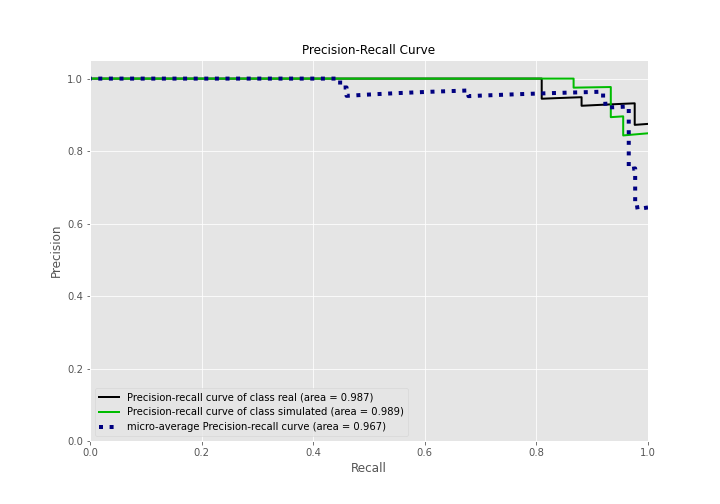 Precision-Recall Curve
1.0
0.8
0.6
0.4
0.2
0.0
Precision
Precision-recall curve of class real (area = 0.987)
Precision-recall curve of class simulated (area = 0.989)
micro-average Precision-recall curve (area = 0.967)
0.0 0.2 0.4 0.6 0.8 1.0
Recall